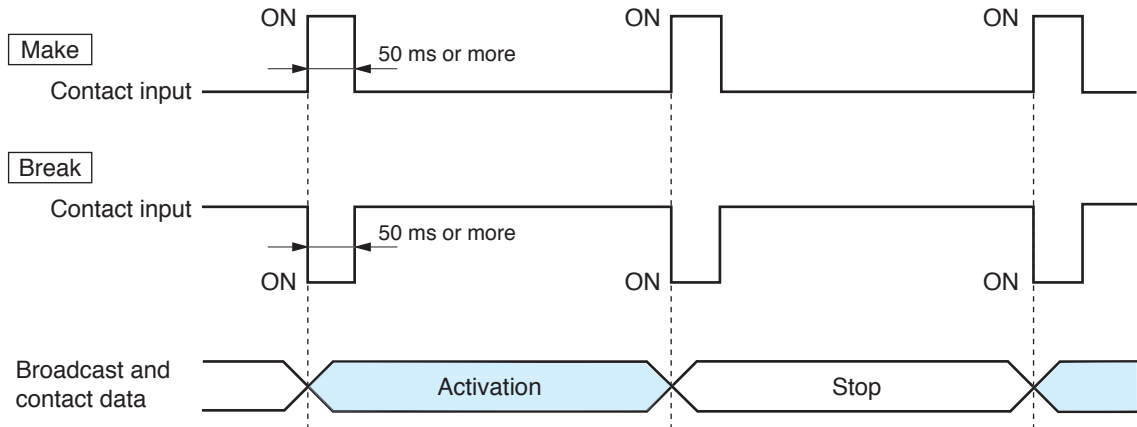 ON ON ON
Make
50 ms or more
Contact input
Break
Contact input
50 ms or more
ON ON ON
Broadcast and
contact data
Activation Stop